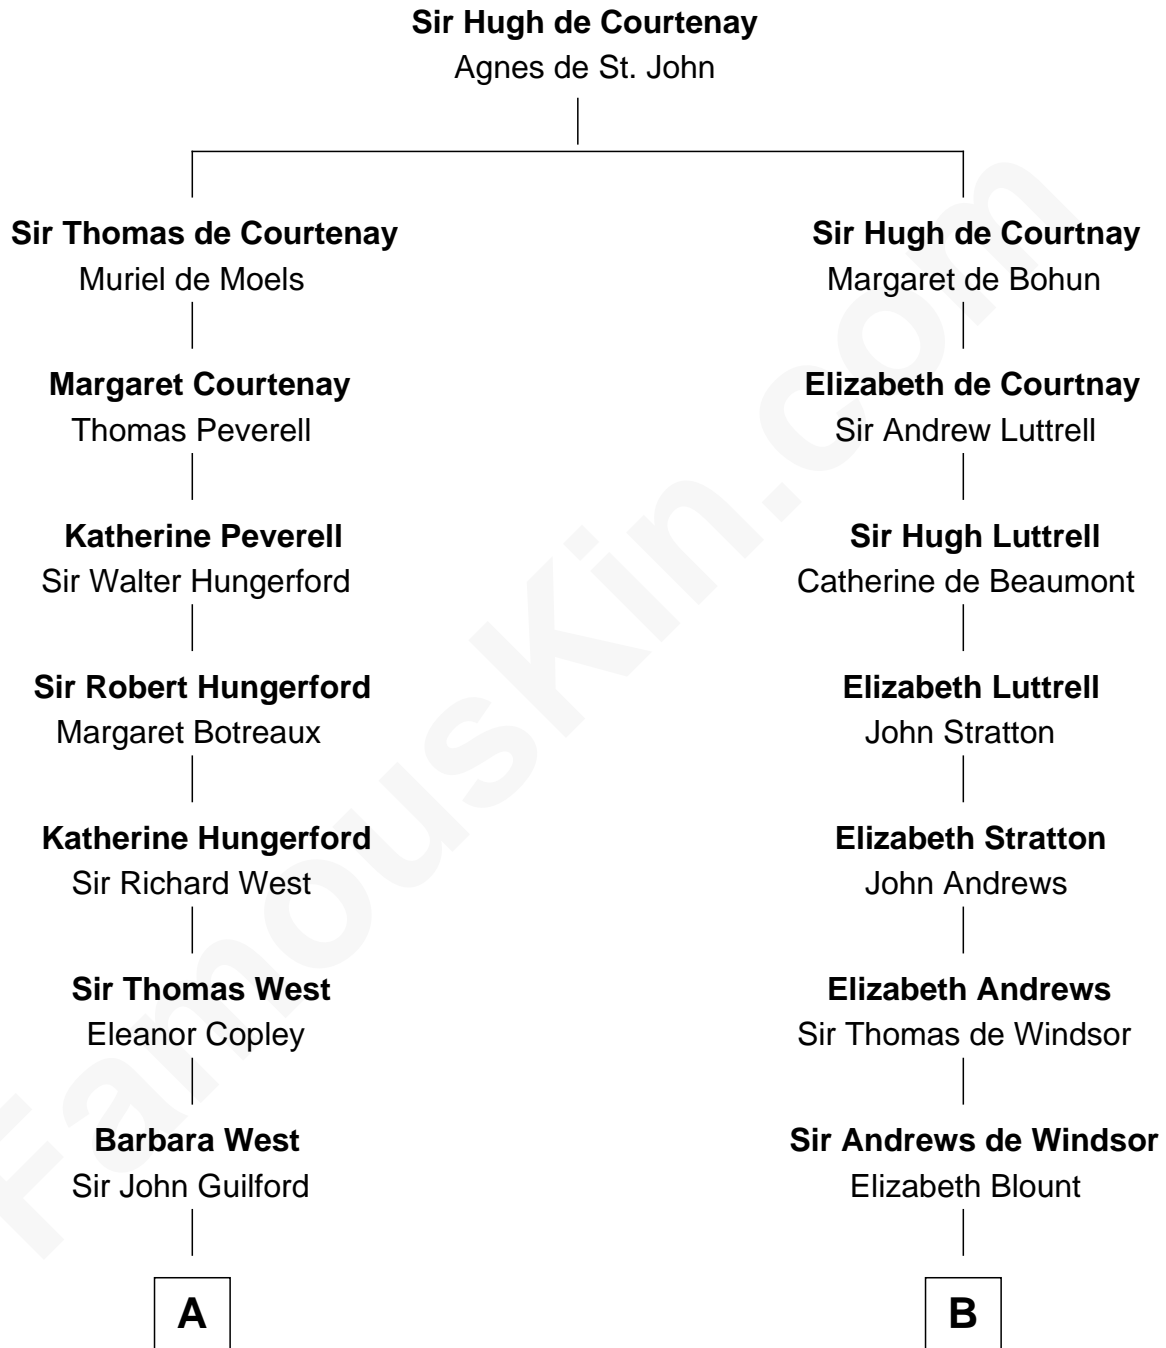 Sir Hugh de Courtenay
Agnes de St. John
Sir Thomas de Courtenay
Muriel de Moels
Margaret Courtenay
Thomas Peverell
Katherine Peverell
Sir Walter Hungerford
Sir Robert Hungerford
Margaret Botreaux
Katherine Hungerford
Sir Richard West
Sir Thomas West
Eleanor Copley
Barbara West
Sir John Guilford
A
Sir Hugh de Courtnay
Margaret de Bohun
Elizabeth de Courtnay
Sir Andrew Luttrell
Sir Hugh Luttrell
Catherine de Beaumont
Elizabeth Luttrell
John Stratton
Elizabeth Stratton
John Andrews
Elizabeth Andrews
Sir Thomas de Windsor
Sir Andrews de Windsor
Elizabeth Blount
B
FamousKin.com